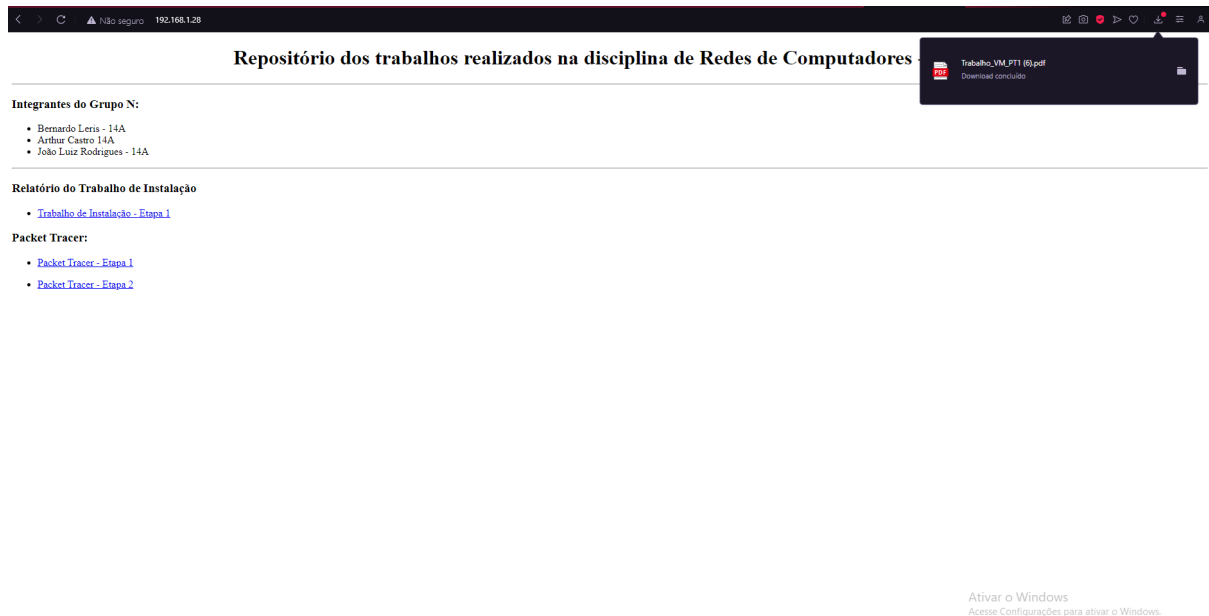 Não seguro 192.168.1.28
Repositório dos trabalhos realizados na disciplina de Redes de Computadores -
Trabalho_VM_PT1 (6).pdf
PDF
Download concluído
Integrantes do Grupo N:
Bernardo Leris - 14A
Arthur Castro 14A
João Luiz Rodrigues - 14A
Relatório do Trabalho de Instalação
Trabalho de Instalação - Etapa 1
Packet Tracer:
Packet Tracer - Etapa 1
Packet Tracer - Etapa 2
Ativar o Windows
Acesse Configurações para ativar o Windows.